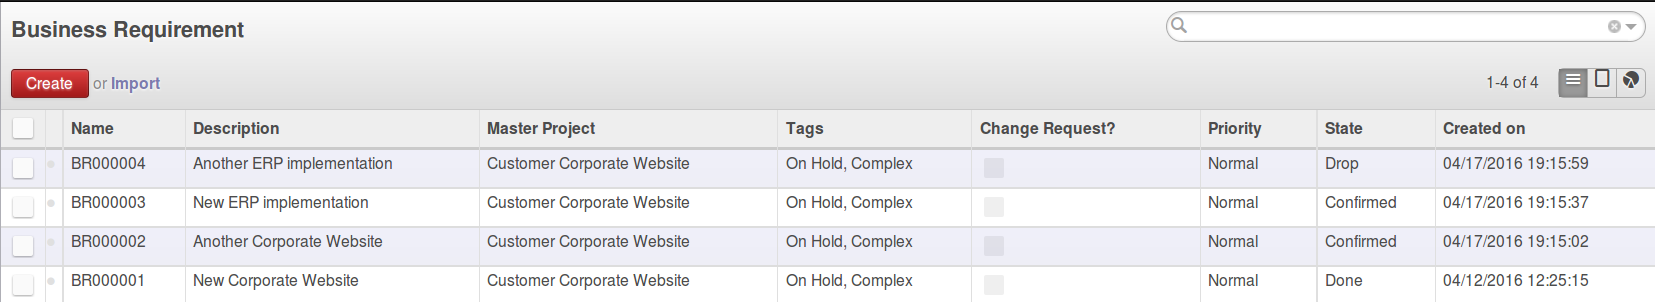 Business Requirement
Create or Import 1-4 of 4
Name Description Master Project Tags Change Request? Priority State Created on
BR000004 Another ERP implementation Customer Corporate Website On Hold, Complex Normal Drop 04/17/2016 19:15:59
BR000003 New ERP implementation Customer Corporate Website On Hold, Complex Normal Confirmed 04/17/2016 19:15:37
BR000002 Another Corporate Website Customer Corporate Website On Hold, Complex Normal Confirmed 04/17/2016 19:15:02
BR000001 New Corporate Website Customer Corporate Website On Hold, Complex Normal Done 04/12/2016 12:25:15